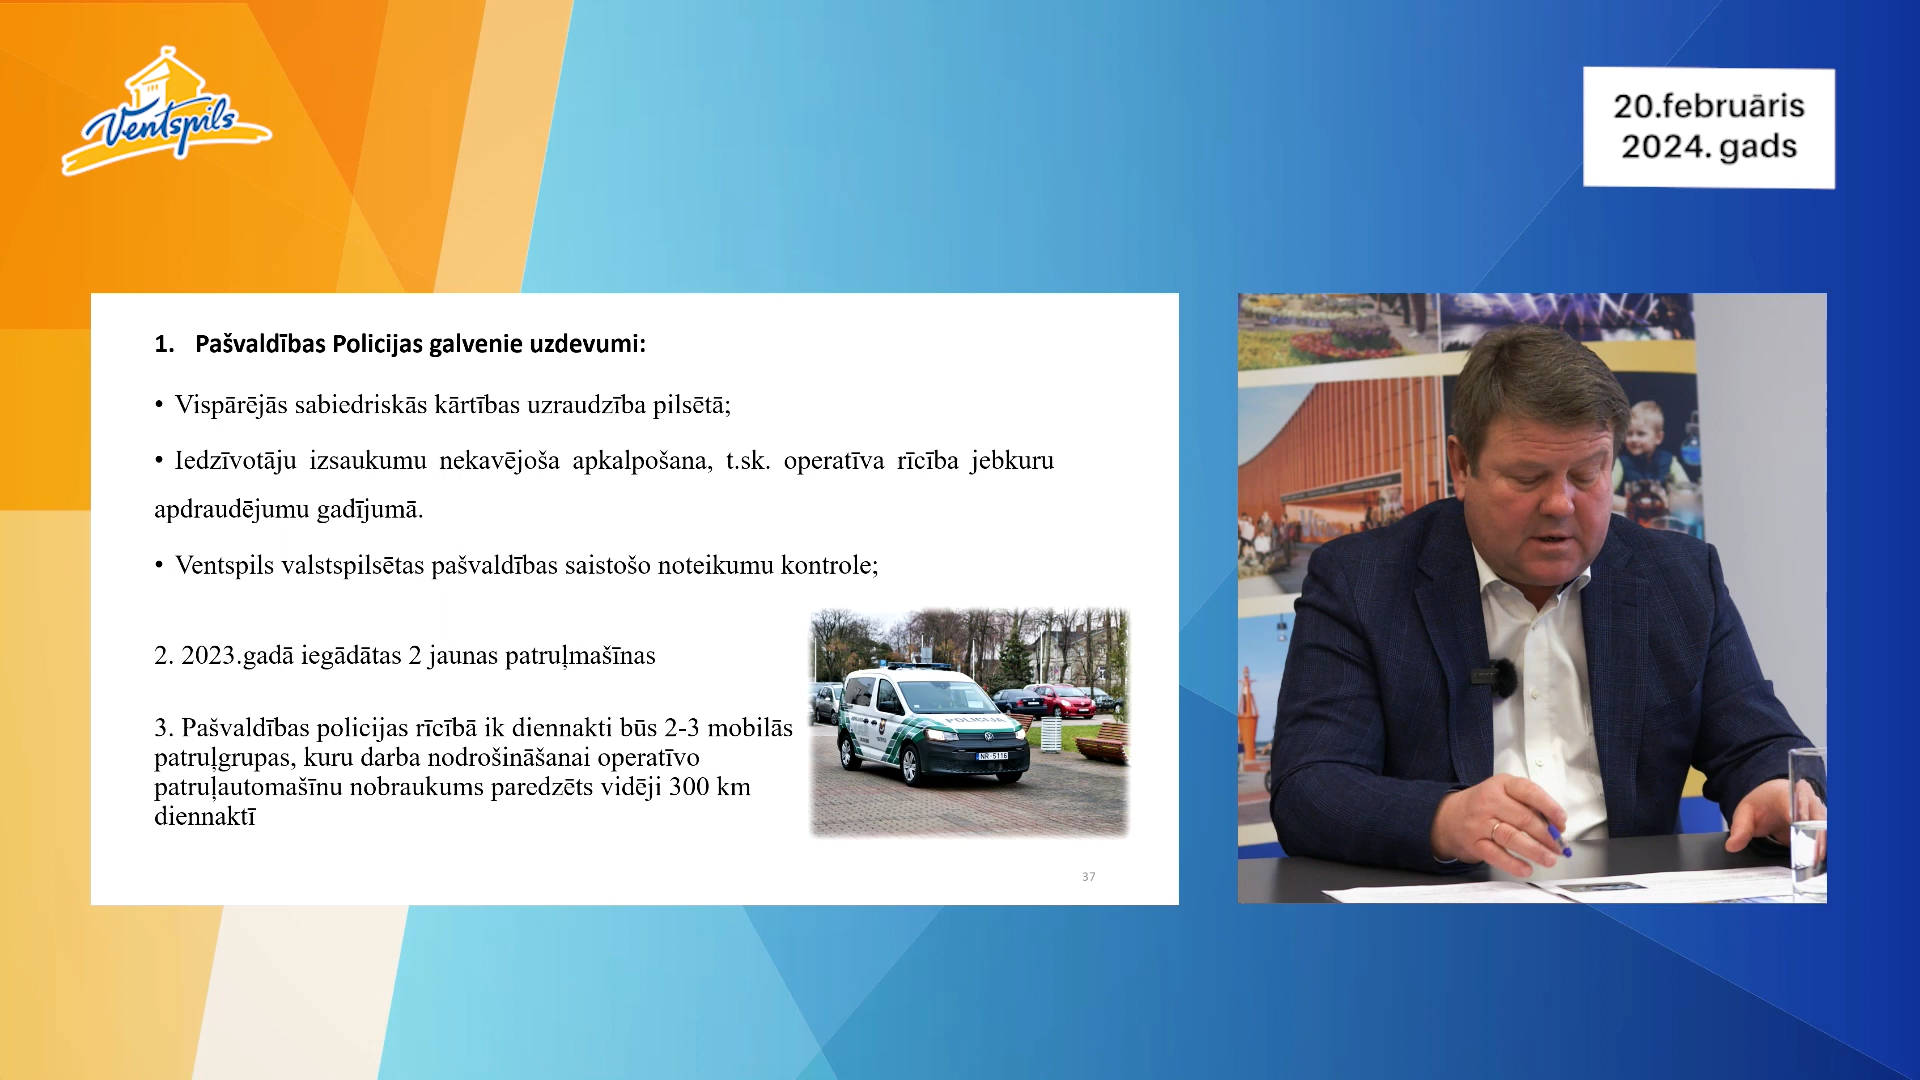 Ventspils
20.februāris
2024. gads
1. Pašvaldības Policijas galvenie uzdevumi:
• Vispārējās sabiedriskās kārtības uzraudzība pilsētā;
• Iedzīvotāju izsaukumu nekavējoša apkalpošana, t.sk. operatīva rīcība jebkuru
apdraudējumu gadījumā.
• Ventspils valstspilsētas pašvaldības saistošo noteikumu kontrole;
2. 2023.gadā iegādātas 2 jaunas patruļmašīnas
3. Pašvaldības policijas rīcībā ik diennakti būs 2-3 mobilās
patruļgrupas, kuru darba nodrošināšanai operatīvo
patruļautomašīnu nobraukums paredzēts vidēji 300 km
diennaktī
POLICIJA
NR-5116
37